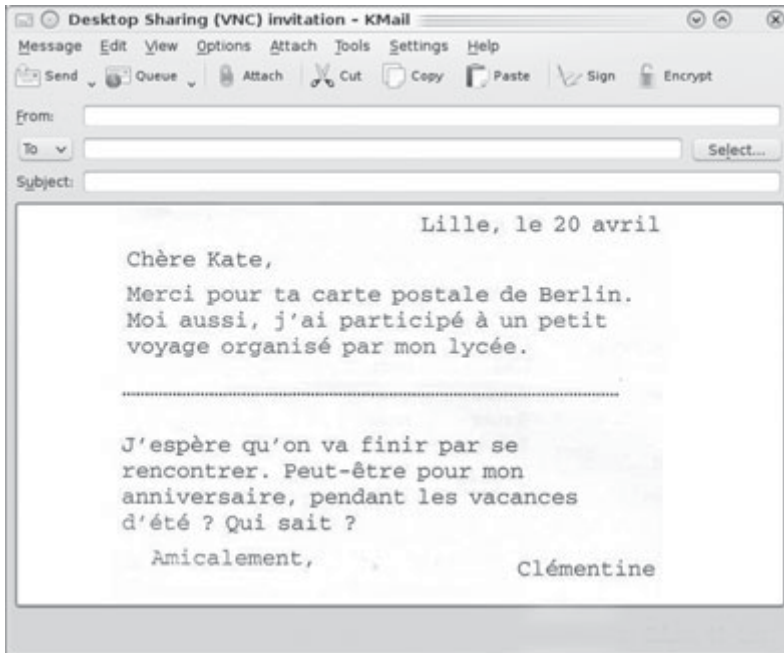 Desktop Sharing (VNC) invitation - KMail
Message Edit View Options Attach Tools Settings Help
Send Queue Attach Cut Copy Paste Sign Encrypt
From:
To Select...
Subject:
Lille, le 20 avril
Chère Kate,
Merci pour ta carte postale de Berlin.
Moi aussi, j'ai participé à un petit
voyage organisé par mon lycée.
J'espère qu'on va finir par se
rencontrer. Peut-être pour mon
anniversaire, pendant les vacances
d'été ? Qui sait ?
Amicalement,
Clémentine